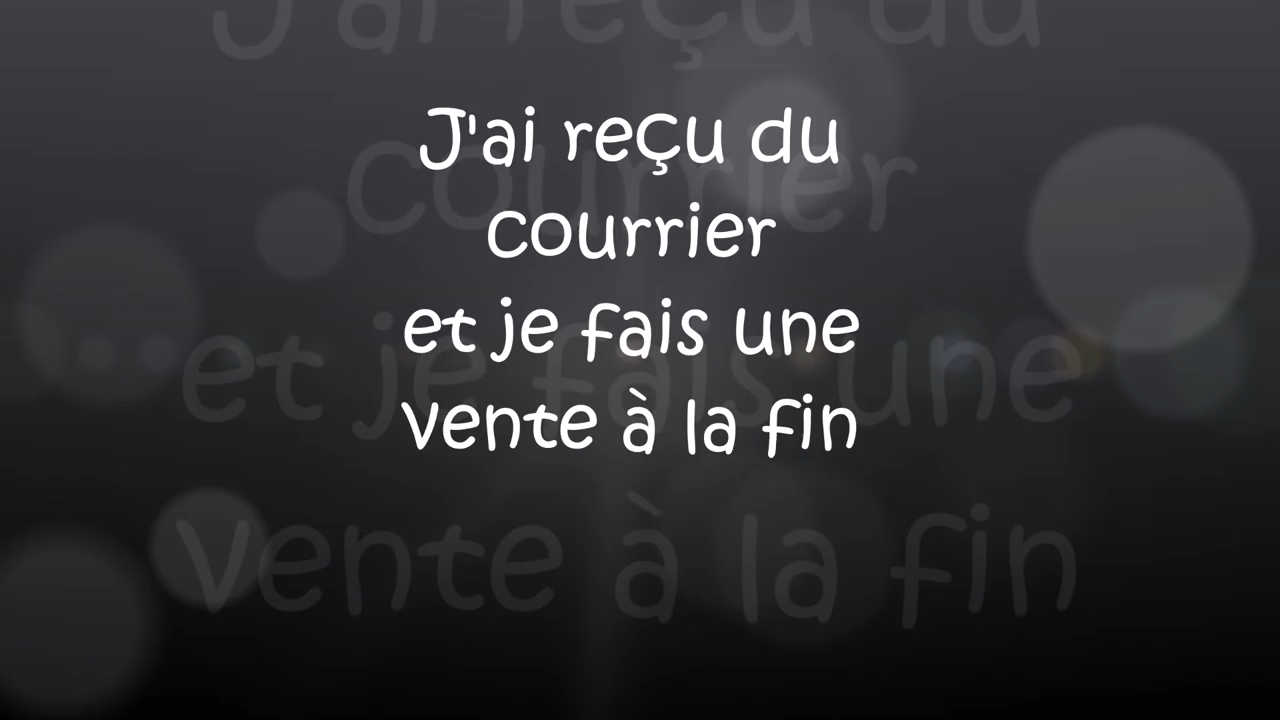 J'ai reçu du
courrier
et je fais une
vente à la fin